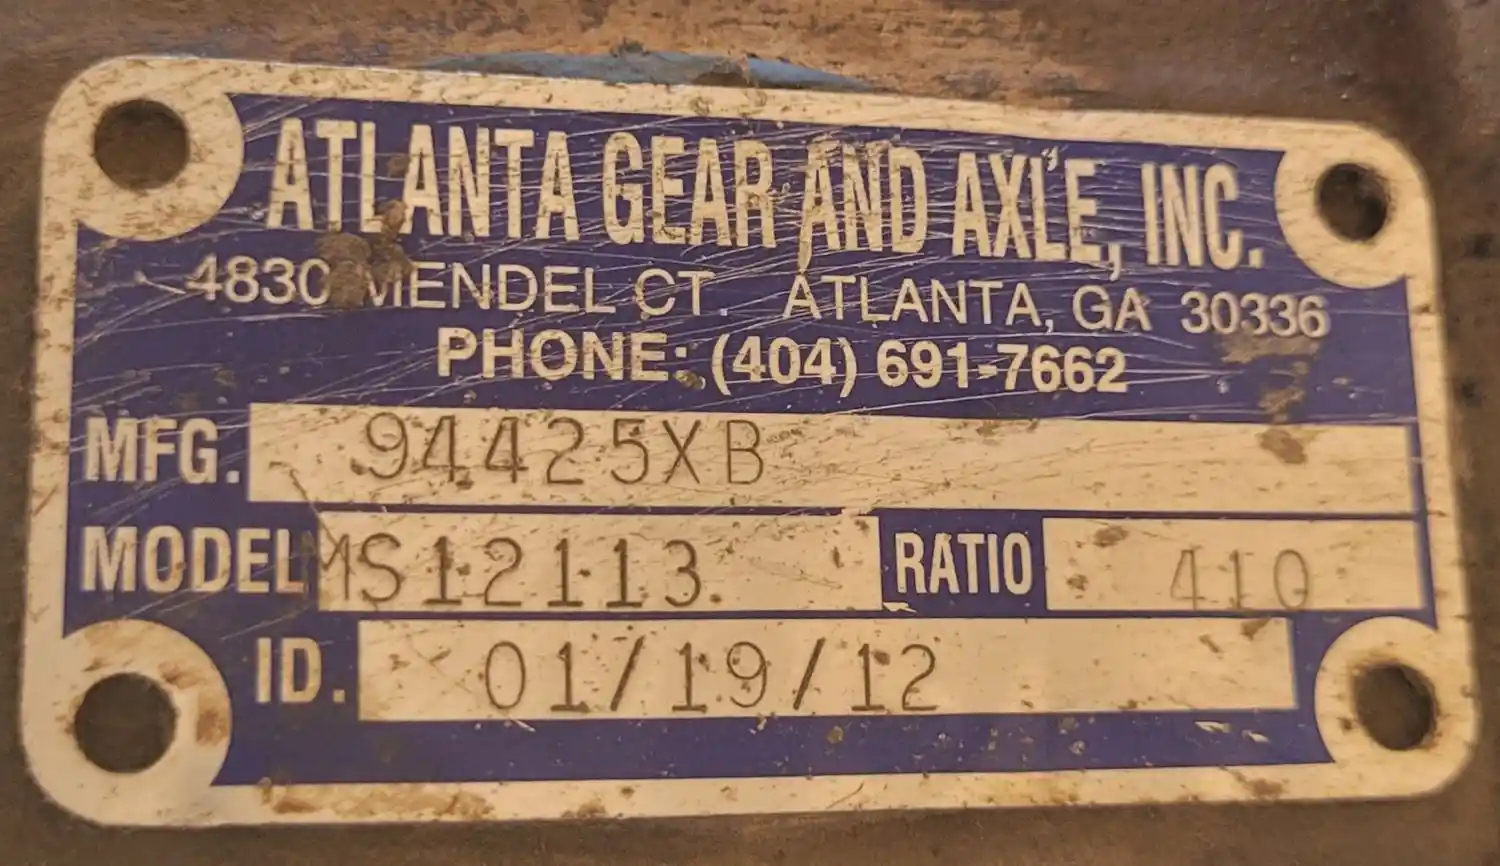 ATLANTA GEAR AND AXLE, INC.
4830 MENDEL CT. ATLANTA, GA 30336
PHONE: (404) 691-7662
MFG. 94425XB
MODEL MS12113 RATIO 410
ID. 01/19/12